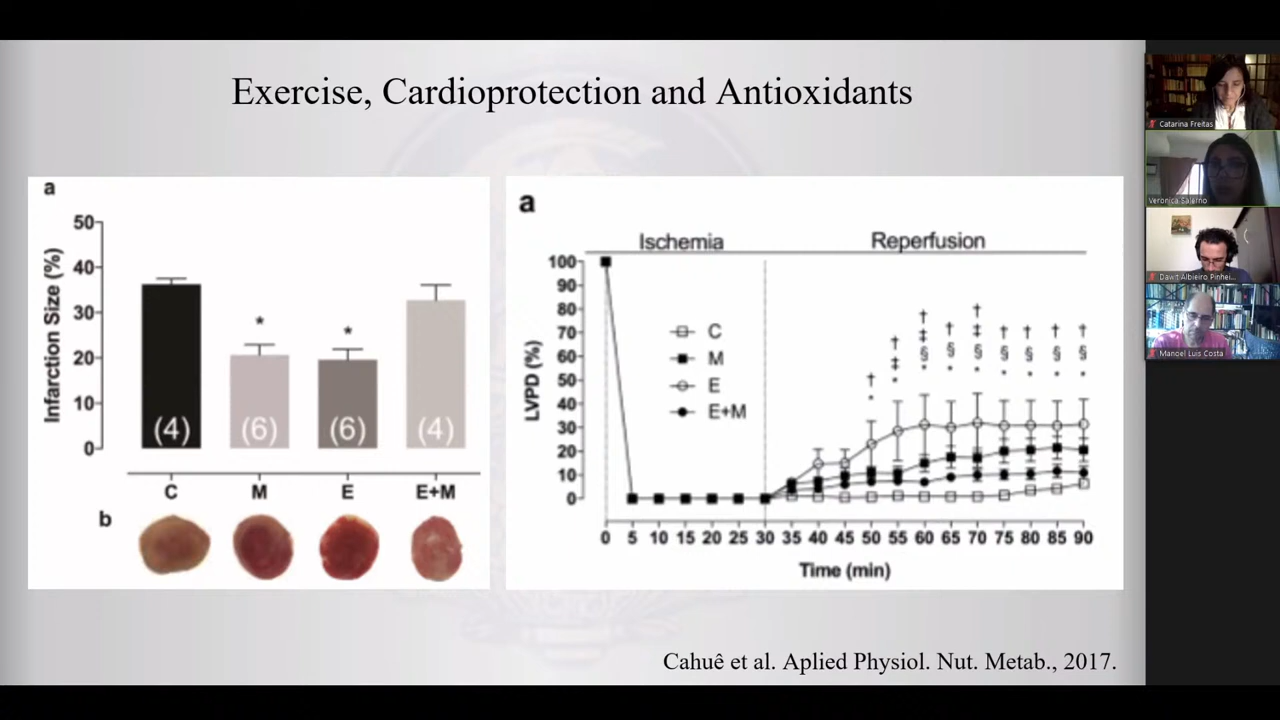 Exercise, Cardioprotection and Antioxidants
a
Infarction Size (%)
50
40
30
20
10
0
*
*
(4)
(6)
(6)
(4)
C
M
E
E+M
b
a
Ischemia
Reperfusion
LVPD (%)
100
90
80
70
60
50
40
30
20
10
0
C
M
E
E+M
† *
† ‡ *
† ‡ § *
† § *
† ‡ § *
† § *
† § *
† § *
† § *
0 5 10 15 20 25 30 35 40 45 50 55 60 65 70 75 80 85 90
Time (min)
Cahuê et al. Aplied Physiol. Nut. Metab., 2017.
Catarina Freitas
Veronica Salerno
Albieiro Pinhei...
Manoel Luis Costa